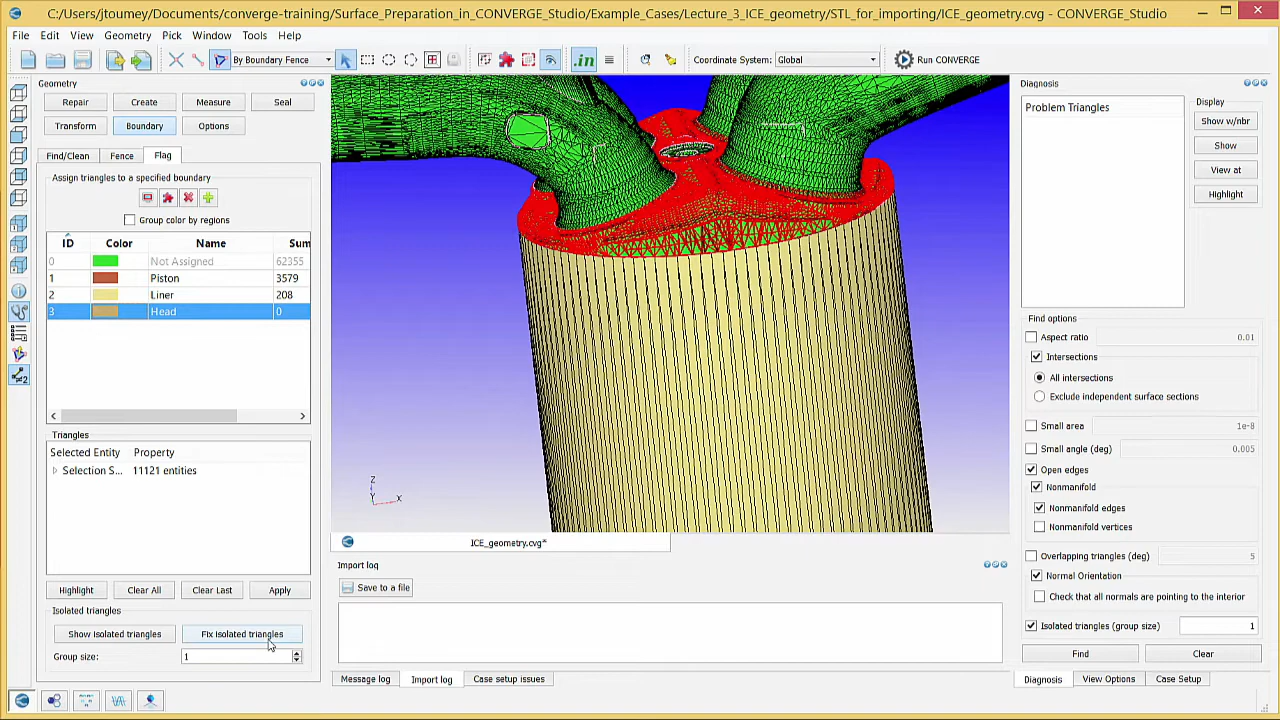 C:/Users/jtoumey/Documents/converge-training/Surface_Preparation_in_CONVERGE_Studio/Example_Cases/Lecture_3_ICE_geometry/STL_for_importing/ICE_geometry.cvg - CONVERGE_Studio
File Edit View Geometry Pick Window Tools Help
By Boundary Fence .in Coordinate System: Global Run CONVERGE
Geometry
Repair Create Measure Seal
Transform Boundary Options
Find/Clean Fence Flag
Assign triangles to a specified boundary
Group color by regions
ID Color Name Sum
0 Not Assigned 62355
1 Piston 3579
2 Liner 208
3 Head 0
Triangles
Selected Entity Property
Selection S... 11121 entities
Highlight Clear All Clear Last Apply
Isolated triangles
Show isolated triangles Fix isolated triangles
Group size: 1
Z
Y X
ICE_geometry.cvg*
Import log
Save to a file
Message log Import log Case setup issues
Diagnosis
Problem Triangles
Display
Show w/nbr
Show
View at
Highlight
Find options
Aspect ratio 0.01
Intersections
All intersections
Exclude independent surface sections
Small area 1e-8
Small angle (deg) 0.005
Open edges
Nonmanifold
Nonmanifold edges
Nonmanifold vertices
Overlapping triangles (deg) 5
Normal Orientation
Check that all normals are pointing to the interior
Isolated triangles (group size) 1
Find Clear
Diagnosis View Options Case Setup